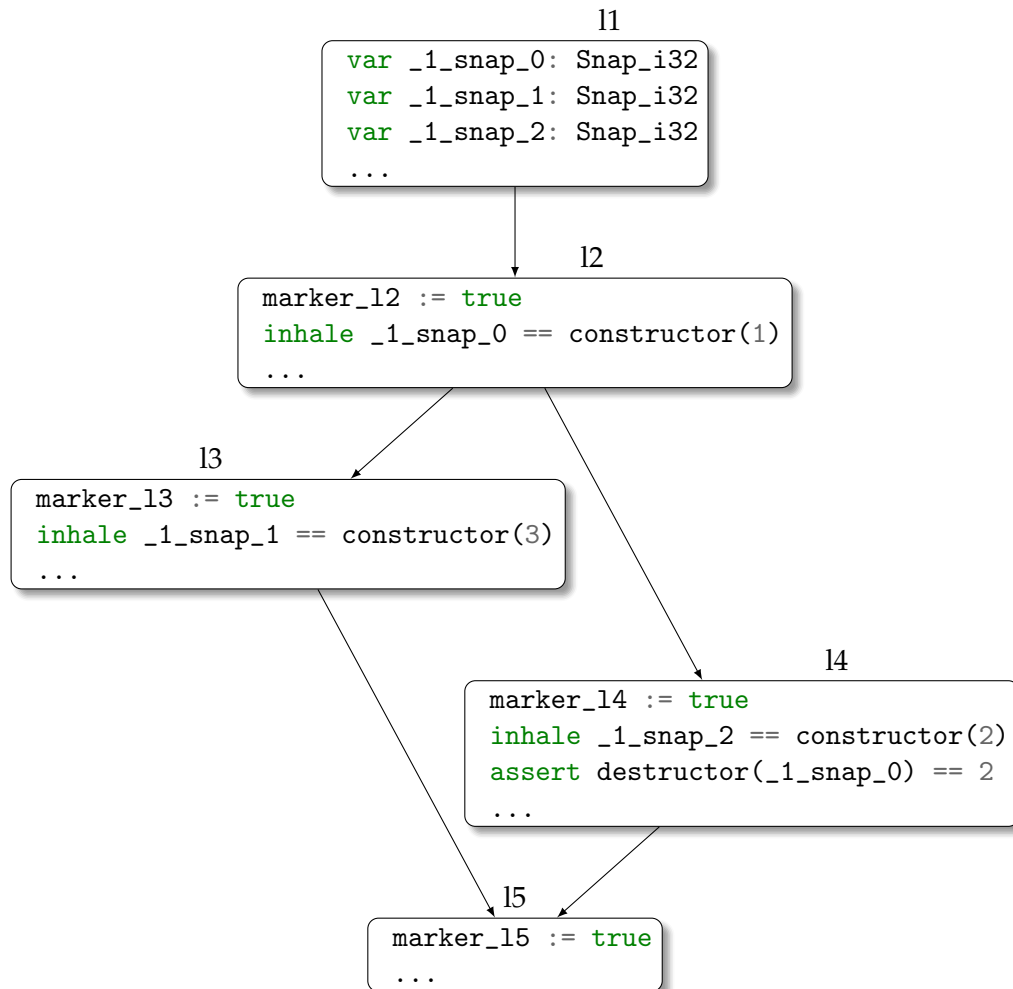 l1
var _1_snap_0: Snap_i32
var _1_snap_1: Snap_i32
var _1_snap_2: Snap_i32
...
l2
marker_l2 := true
inhale _1_snap_0 == constructor(1)
...
l3
marker_l3 := true
inhale _1_snap_1 == constructor(3)
...
l4
marker_l4 := true
inhale _1_snap_2 == constructor(2)
assert destructor(_1_snap_0) == 2
...
l5
marker_l5 := true
...